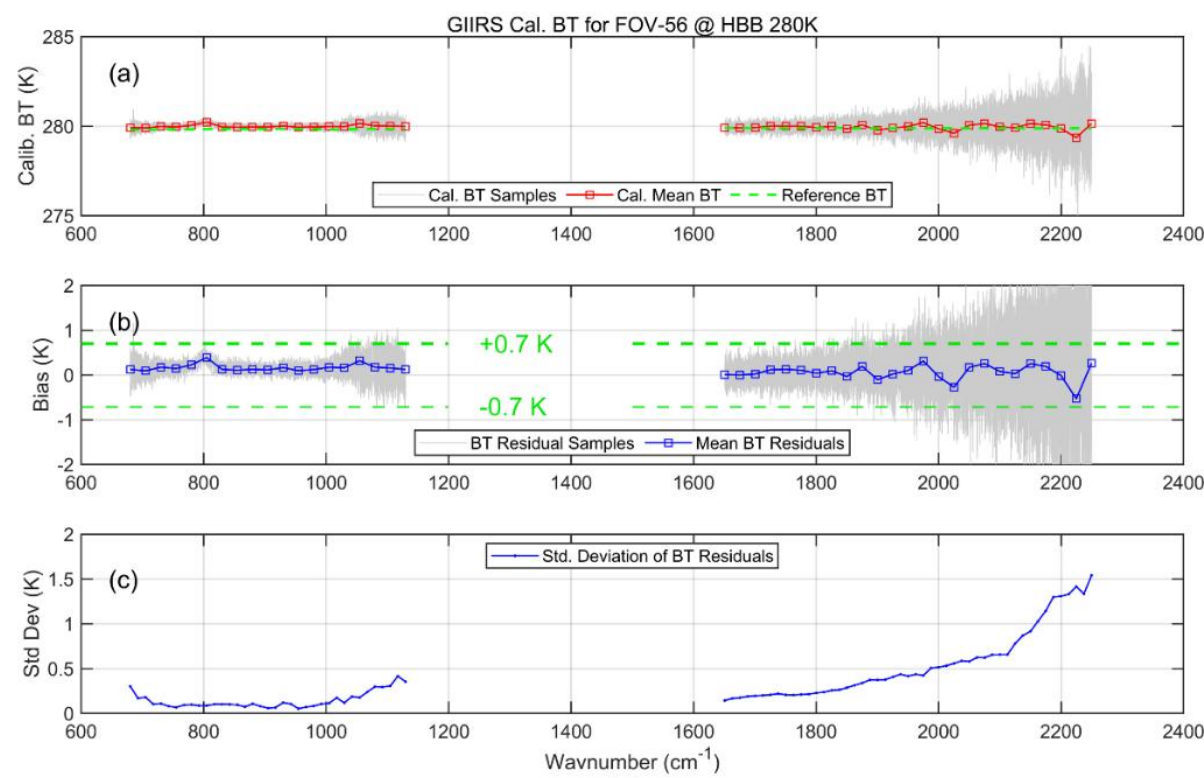 GIIRS Cal. BT for FOV-56 @ HBB 280K
285
280
275
Calib. BT (K)
(a)
Cal. BT Samples Cal. Mean BT Reference BT
600 800 1000 1200 1400 1600 1800 2000 2200 2400
2
1
0
-1
-2
Bias (K)
(b)
+0.7 K
-0.7 K
BT Residual Samples Mean BT Residuals
600 800 1000 1200 1400 1600 1800 2000 2200 2400
2
1.5
1
0.5
0
Std Dev (K)
(c)
Std. Deviation of BT Residuals
600 800 1000 1200 1400 1600 1800 2000 2200 2400
Wavnumber (cm⁻¹)